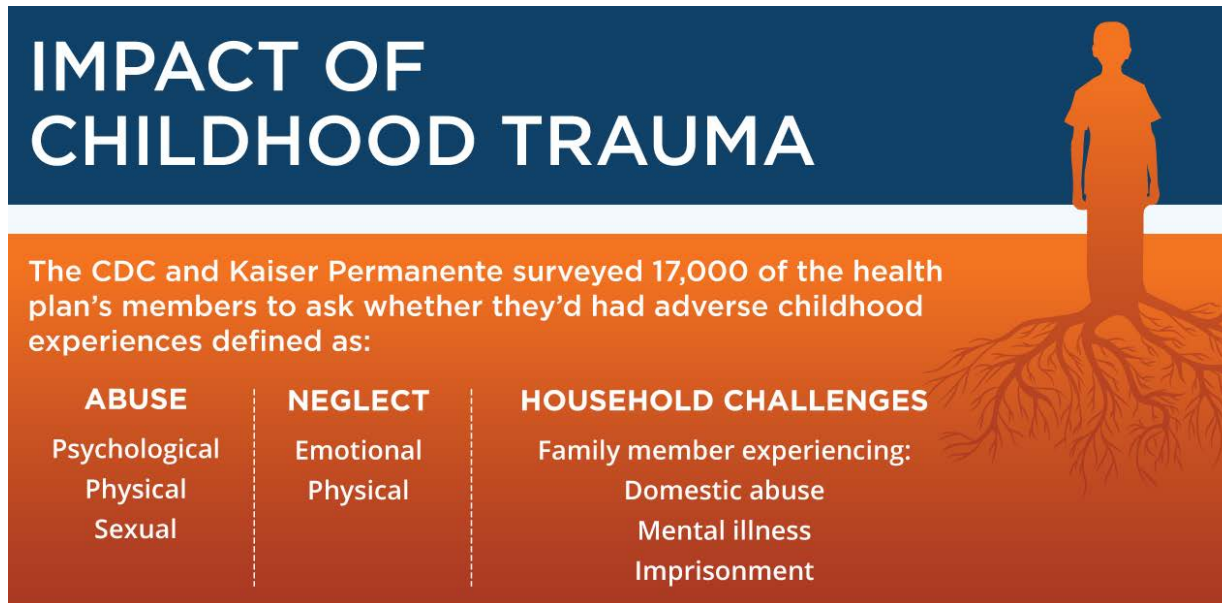 IMPACT OF
CHILDHOOD TRAUMA
The CDC and Kaiser Permanente surveyed 17,000 of the health
plan’s members to ask whether they’d had adverse childhood
experiences defined as:
ABUSE
Psychological
Physical
Sexual
NEGLECT
Emotional
Physical
HOUSEHOLD CHALLENGES
Family member experiencing:
Domestic abuse
Mental illness
Imprisonment